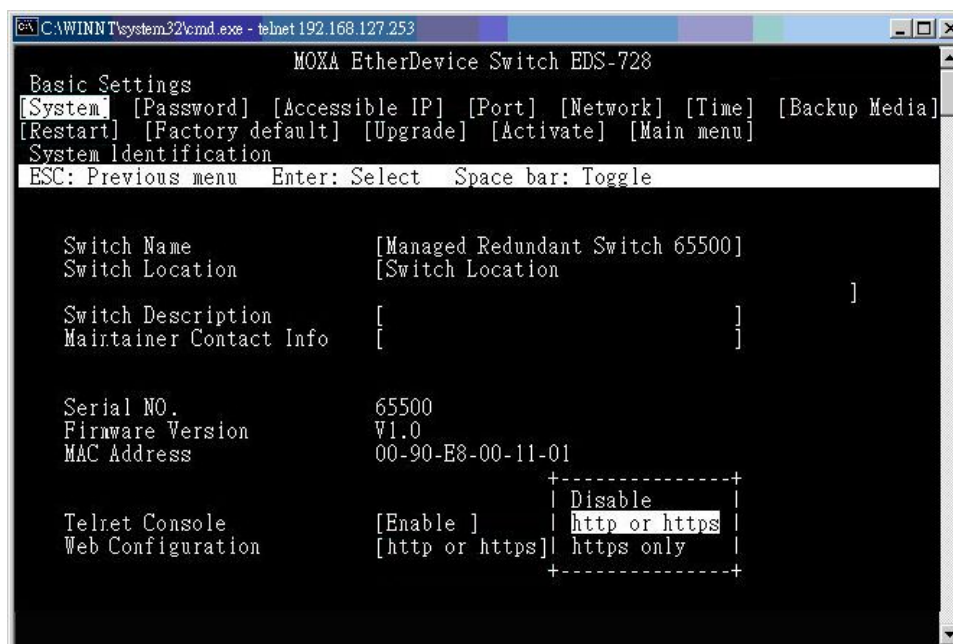 C:\WINNT\system32\cmd.exe - telnet 192.168.127.253
MOXA EtherDevice Switch EDS-728
Basic Settings
[System] [Password] [Accessible IP] [Port] [Network] [Time] [Backup Media]
[Restart] [Factory default] [Upgrade] [Activate] [Main menu]
System Identification
ESC: Previous menu Enter: Select Space bar: Toggle
Switch Name [Managed Redundant Switch 65500]
Switch Location [Switch Location
]
Switch Description [ ]
Maintainer Contact Info [ ]
Serial NO. 65500
Firmware Version V1.0
MAC Address 00-90-E8-00-11-01
+---------------+
| Disable |
Telnet Console [Enable ] | http or https |
Web Configuration [http or https]| https only |
+---------------+